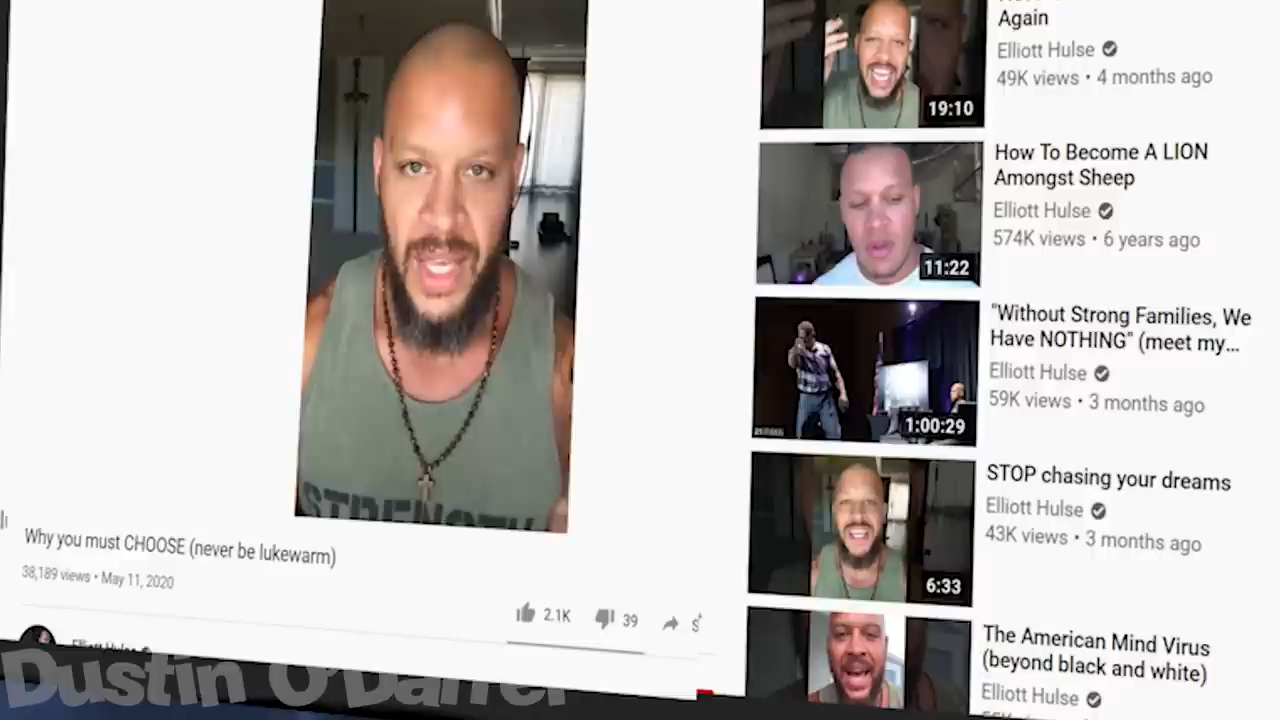 STRENGTH
Why you must CHOOSE (never be lukewarm)
38,189 views • May 11, 2020
2.1K 39 S
Elliott Hulse
Again
Elliott Hulse
49K views • 4 months ago
19:10
How To Become A LION
Amongst Sheep
Elliott Hulse
574K views • 6 years ago
11:22
"Without Strong Families, We
Have NOTHING" (meet my...
Elliott Hulse
59K views • 3 months ago
1:00:29
STOP chasing your dreams
Elliott Hulse
43K views • 3 months ago
6:33
The American Mind Virus
(beyond black and white)
Elliott Hulse
Dustin